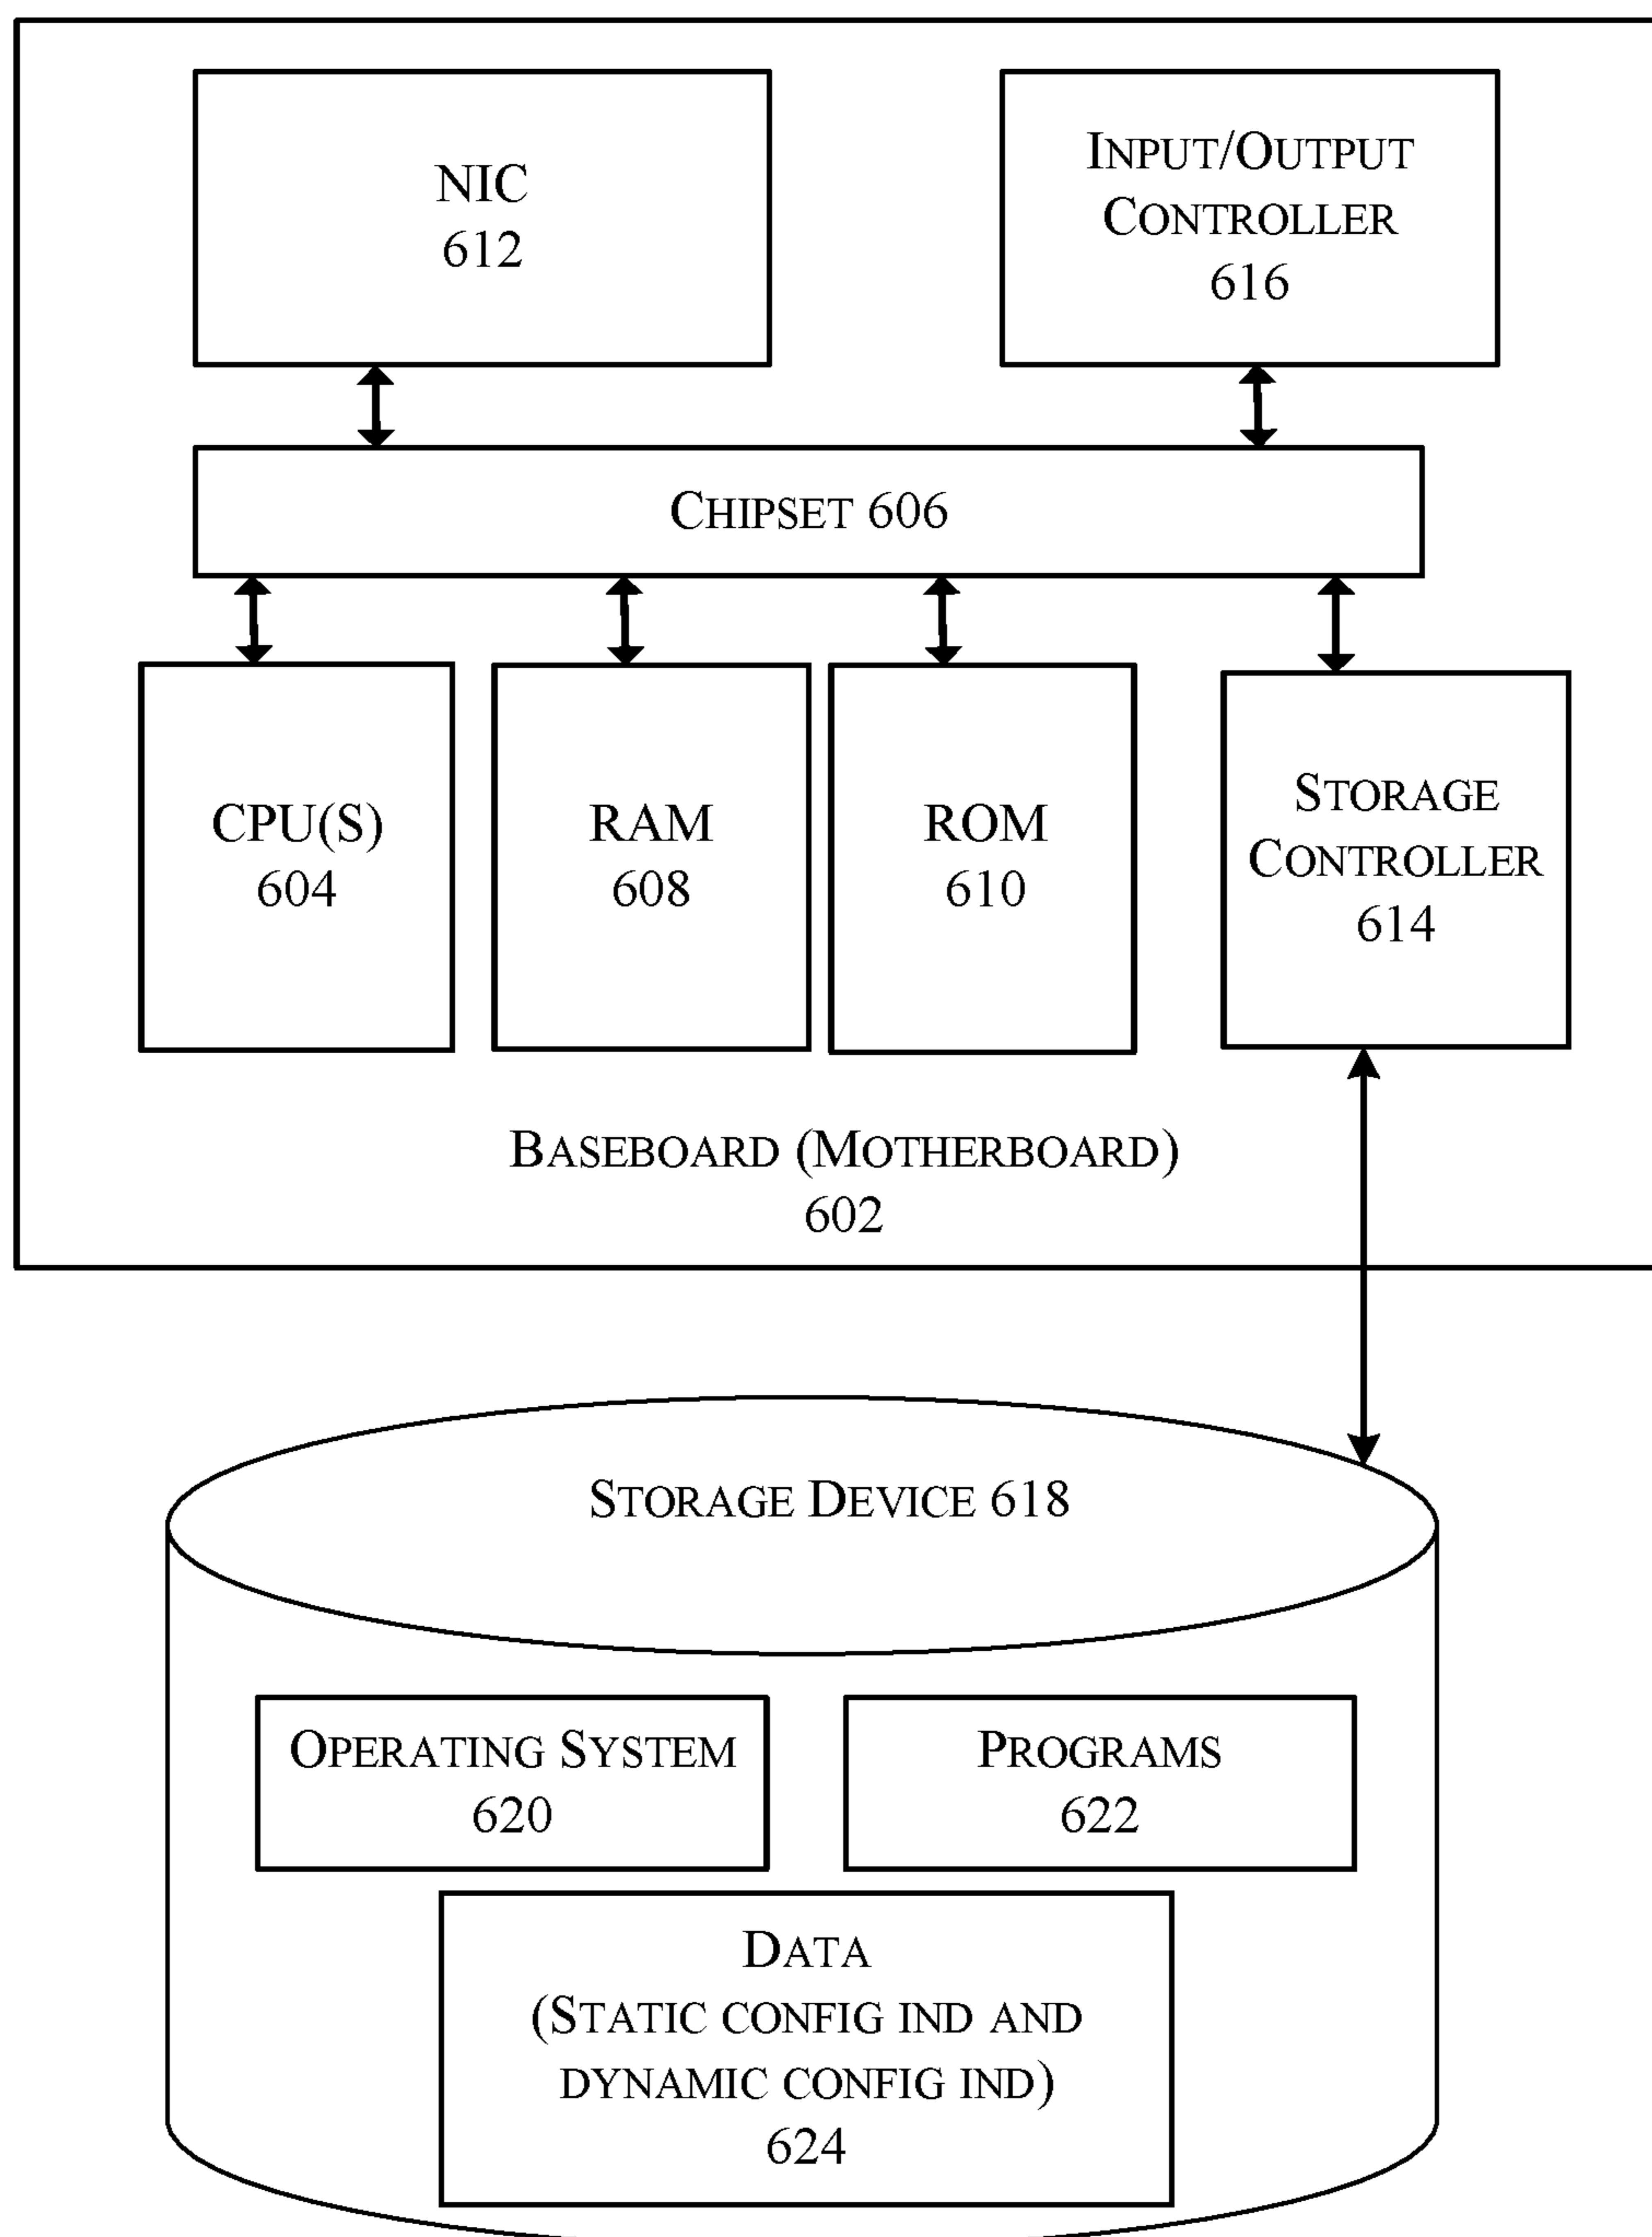 NIC
612
INPUT/OUTPUT
CONTROLLER
616
CHIPSET 606
CPU(S)
604
RAM
608
ROM
610
STORAGE
CONTROLLER
614
BASEBOARD (MOTHERBOARD)
602
STORAGE DEVICE 618
OPERATING SYSTEM
620
PROGRAMS
622
DATA
(STATIC CONFIG IND AND
DYNAMIC CONFIG IND)
624